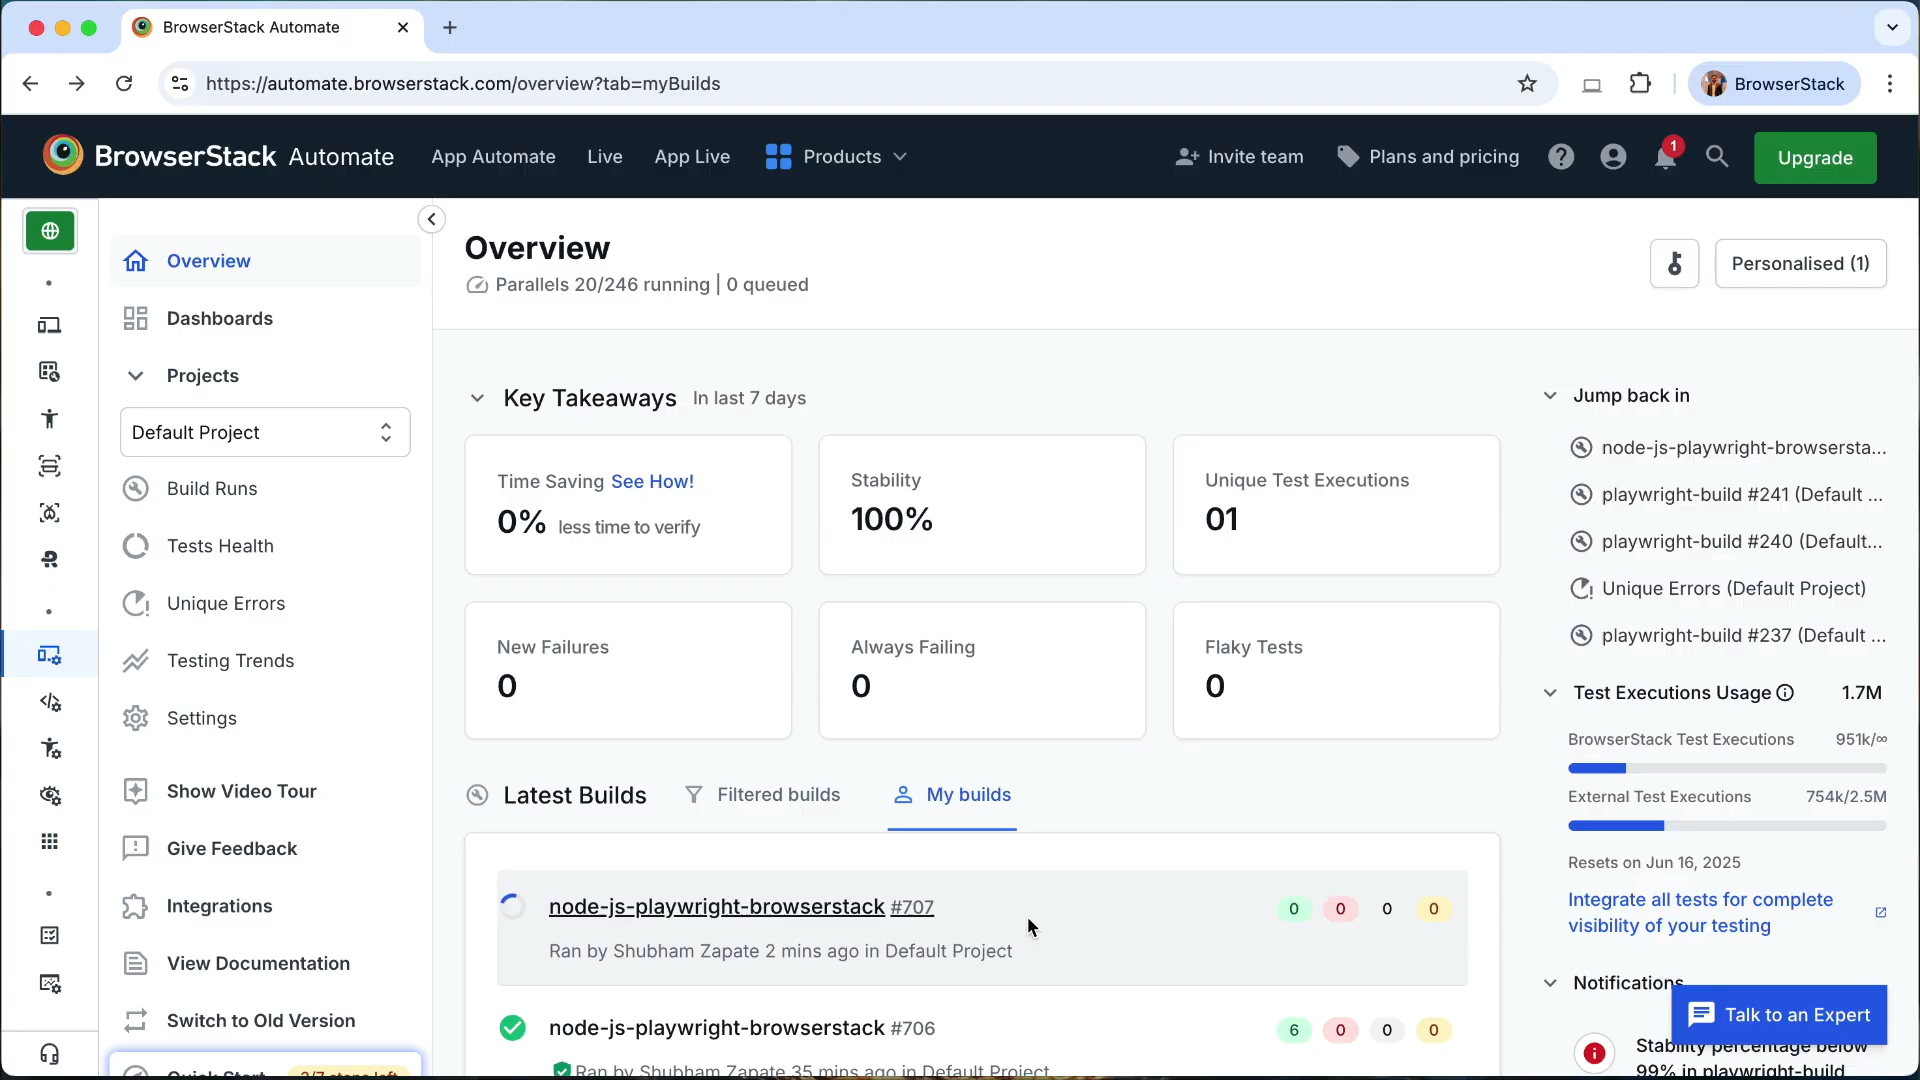 BrowserStack Automate
https://automate.browserstack.com/overview?tab=myBuilds
BrowserStack
BrowserStack Automate
App Automate
Live
App Live
Products
Invite team
Plans and pricing
1
Upgrade
Overview
Dashboards
Projects
Default Project
Build Runs
Tests Health
Unique Errors
Testing Trends
Settings
Show Video Tour
Give Feedback
Integrations
View Documentation
Switch to Old Version
Quick Start
Overview
Parallels 20/246 running | 0 queued
Personalised (1)
Key Takeaways In last 7 days
Time Saving See How!
0% less time to verify
Stability
100%
Unique Test Executions
01
New Failures
0
Always Failing
0
Flaky Tests
0
Latest Builds
Filtered builds
My builds
node-js-playwright-browserstack #707
0 0 0 0
Ran by Shubham Zapate 2 mins ago in Default Project
node-js-playwright-browserstack #706
6 0 0 0
Ran by Shubham Zapate 35 mins ago in Default Project
Jump back in
node-js-playwright-browsersta...
playwright-build #241 (Default ...
playwright-build #240 (Default...
Unique Errors (Default Project)
playwright-build #237 (Default ...
Test Executions Usage 1.7M
BrowserStack Test Executions 951k/∞
External Test Executions 754k/2.5M
Resets on Jun 16, 2025
Integrate all tests for complete
visibility of your testing
Notifications
Talk to an Expert
Stability percentage below
99% in playwright-build